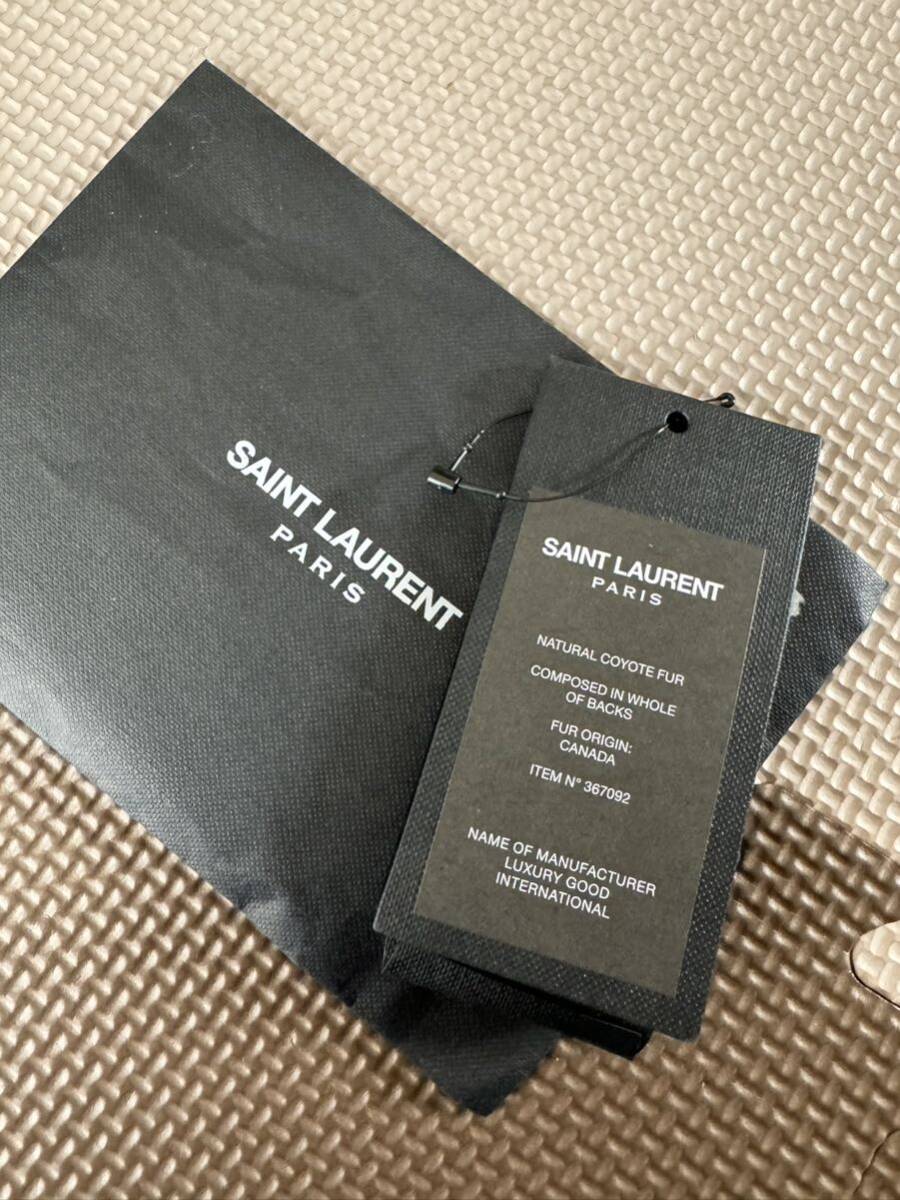 SAINT LAURENT
PARIS
SAINT LAURENT
PARIS
NATURAL COYOTE FUR
COMPOSED IN WHOLE
OF BACKS
FUR ORIGIN:
CANADA
ITEM N° 367092
NAME OF MANUFACTURER
LUXURY GOOD
INTERNATIONAL